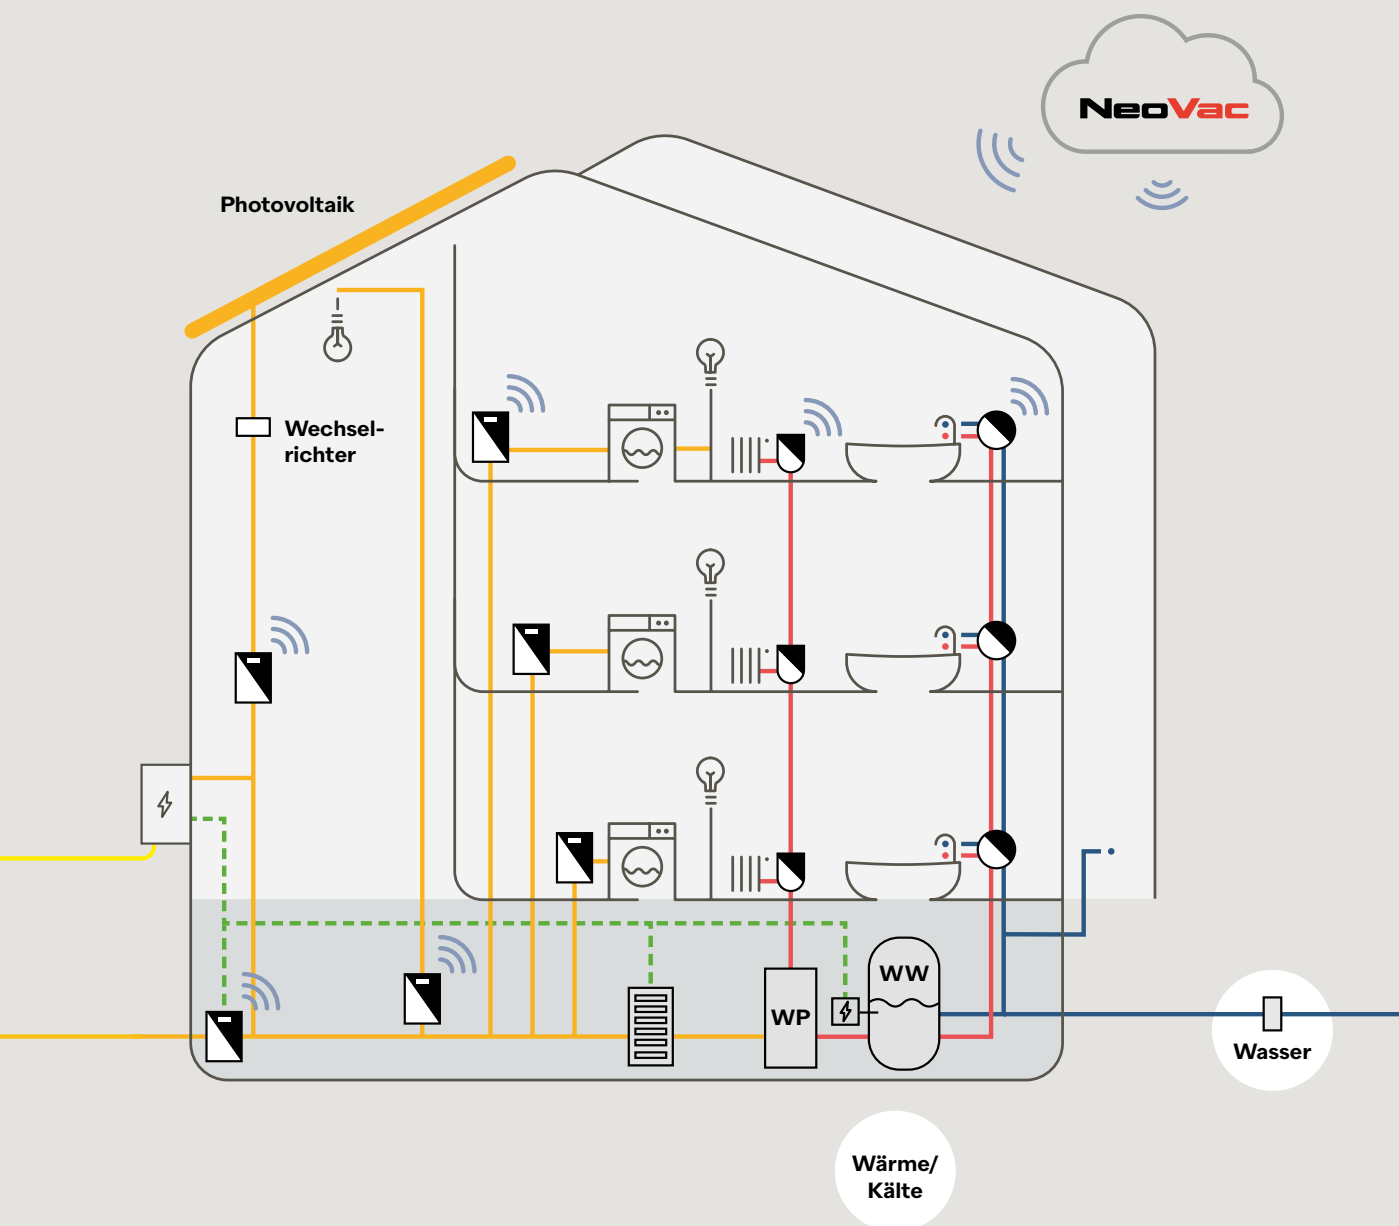 NeoVac
Photovoltaik
Wechsel-
richter
WW
WP
Wasser
Wärme/
Kälte